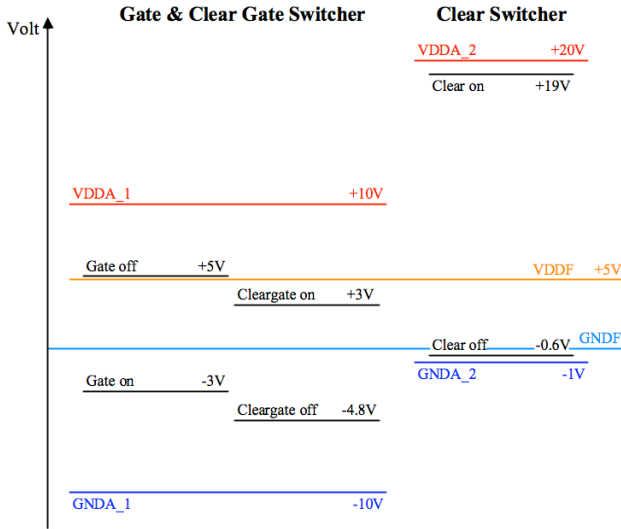 Gate & Clear Gate Switcher Clear Switcher
Volt
VDDA_2 +20V
Clear on +19V
VDDA_1 +10V
Gate off +5V
VDDF +5V
Cleargate on +3V
GNDF
Clear off -0.6V
GNDA_2 -1V
Gate on -3V
Cleargate off -4.8V
GNDA_1 -10V